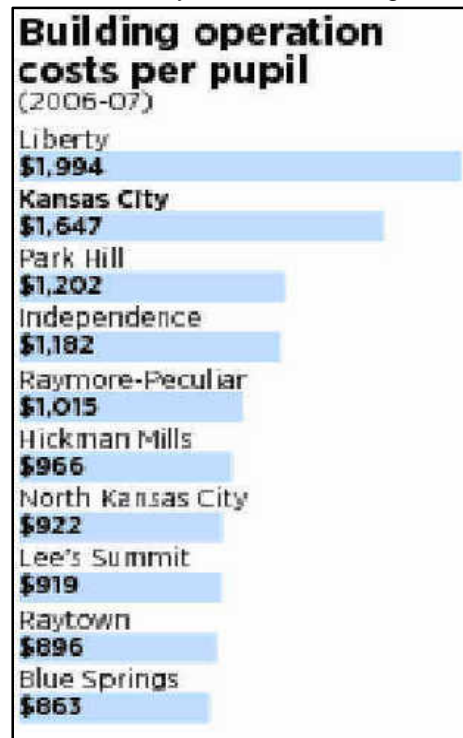 Building operation
costs per pupil
(2006-07)
Liberty
$1,994
Kansas City
$1,647
Park Hill
$1,202
Independence
$1,182
Raymore-Peculiar
$1,015
Hickman Mills
$966
North Kansas City
$922
Lee's Summit
$919
Raytown
$896
Blue Springs
$863